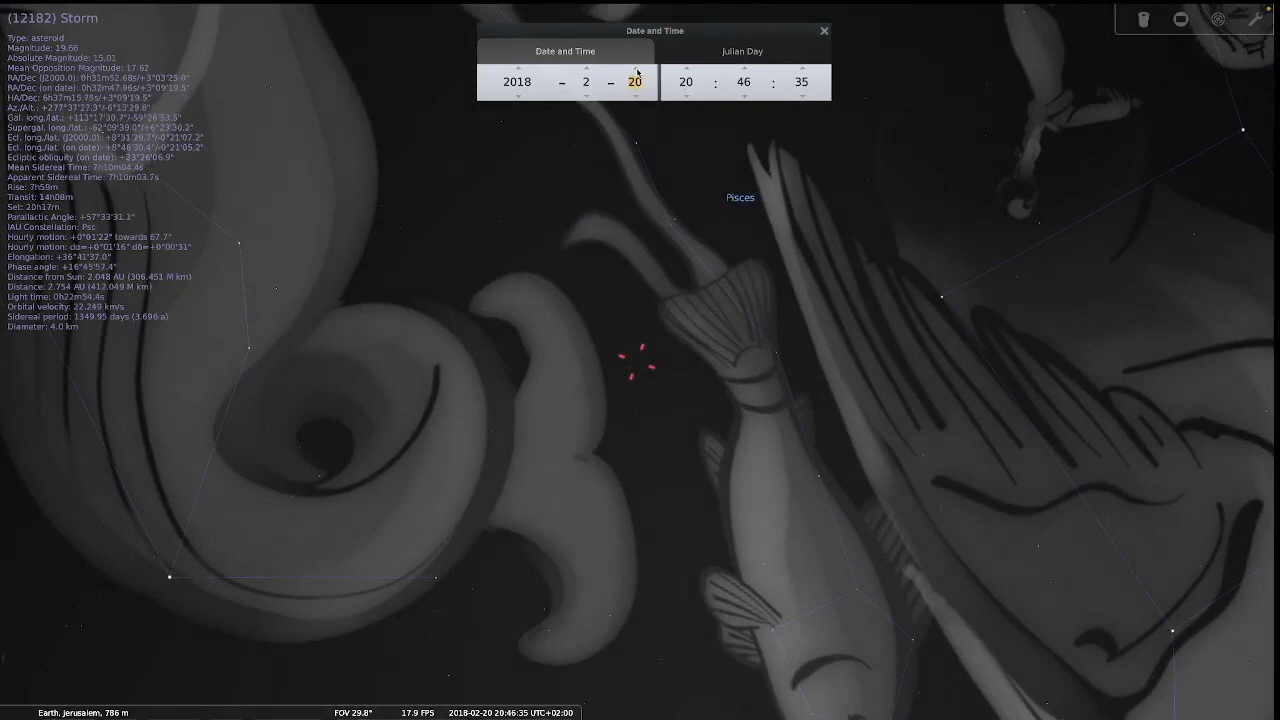 (12182) Storm
Type: asteroid
Magnitude: 19.66
Absolute Magnitude: 15.01
Mean Opposition Magnitude: 17.62
RA/Dec (J2000.0): 0h31m52.68s/+3°03'25.0"
RA/Dec (on date): 0h32m47.96s/+3°09'19.5"
HA/Dec: 6h37m15.75s/+3°09'19.5"
Az./Alt.: +277°37'27.3"/-6°13'29.8"
Gal. long./lat.: +113°17'30.7"/-59°26'53.5"
Supergal. long./lat.: -62°09'39.0"/+6°29'30.2"
Ecl. long./lat. (J2000.0): +8°31'29.7"/-0°21'07.2"
Ecl. long./lat. (on date): +8°46'30.4"/-0°21'05.2"
Ecliptic obliquity (on date): +23°26'06.9"
Mean Sidereal Time: 7h10m04.4s
Apparent Sidereal Time: 7h10m03.7s
Rise: 7h59m
Transit: 14h08m
Set: 20h17m
Parallactic Angle: +57°33'31.2"
IAU Constellation: Psc
Hourly motion: +0°01'22" towards 67.7°
Hourly motion: dα=+0°01'16" dδ=+0°00'31"
Elongation: +36°41'37.0"
Phase angle: +16°45'57.4"
Distance from Sun: 2.048 AU (306.451 M km)
Distance: 2.754 AU (412.049 M km)
Light time: 0h22m54.4s
Orbital velocity: 22.249 km/s
Sidereal period: 1349.95 days (3.696 a)
Diameter: 4.0 km
Date and Time
Date and Time Julian Day
2018 – 2 – 20 20 : 46 : 35
Pisces
Earth, Jerusalem, 786 m FOV 29.8° 17.9 FPS 2018-02-20 20:46:35 UTC+02:00